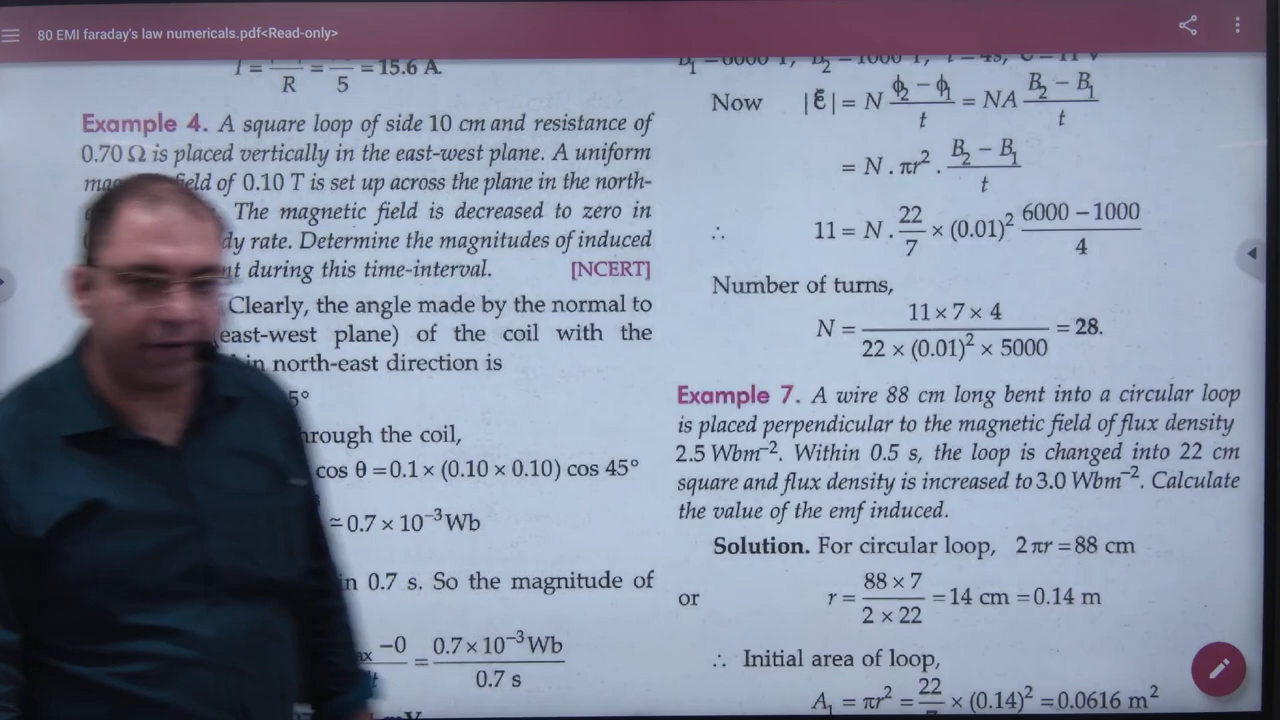 80 EMI faraday's law numericals.pdf<Read-only>
I = — = — = 15.6 A
R 5
Example 4. A square loop of side 10 cm and resistance of
0.70 Ω is placed vertically in the east-west plane. A uniform
field of 0.10 T is set up across the plane in the north-
The magnetic field is decreased to zero in
rate. Determine the magnitudes of induced
during this time-interval. [NCERT]
Clearly, the angle made by the normal to
(east-west plane) of the coil with the
in north-east direction is
5°
through the coil,
cos θ = 0.1 × (0.10 × 0.10) cos 45°
≃ 0.7 × 10⁻³ Wb
in 0.7 s. So the magnitude of
−0 / t = 0.7 × 10⁻³ Wb / 0.7 s
Now |Ɛ| = N (ϕ₂ − ϕ₁) / t = NA (B₂ − B₁) / t
= N . πr² . (B₂ − B₁) / t
∴ 11 = N . 22/7 × (0.01)² (6000 − 1000) / 4
Number of turns,
N = (11 × 7 × 4) / (22 × (0.01)² × 5000) = 28.
Example 7. A wire 88 cm long bent into a circular loop
is placed perpendicular to the magnetic field of flux density
2.5 Wbm⁻². Within 0.5 s, the loop is changed into 22 cm
square and flux density is increased to 3.0 Wbm⁻². Calculate
the value of the emf induced.
Solution. For circular loop, 2 πr = 88 cm
or r = (88 × 7) / (2 × 22) = 14 cm = 0.14 m
∴ Initial area of loop,
A₁ = πr² = 22/7 × (0.14)² = 0.0616 m²